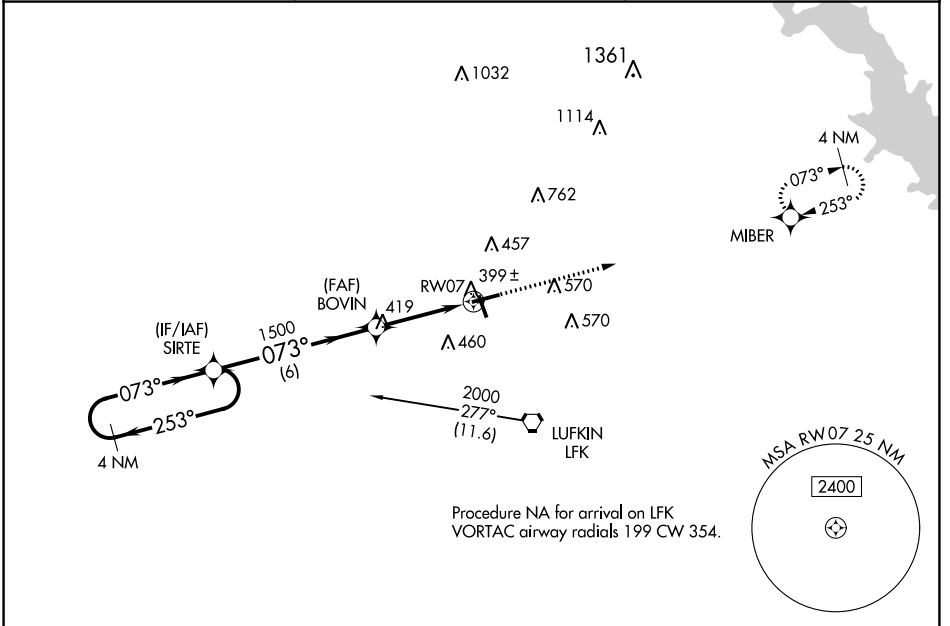 1361
1032
1114
4 NM
073°
762
253°
MIBER
457
399 ±
RW07
570
(FAF)
BOVIN
419
570
(IF/IAF)
SIRTE
1500
073°
(6)
460
073°
253°
4 NM
2000
277°
(11.6)
LUFKIN
LFK
MSA RW07 25 NM
2400
Procedure NA for arrival on LFK
VORTAC airway radials 199 CW 354.